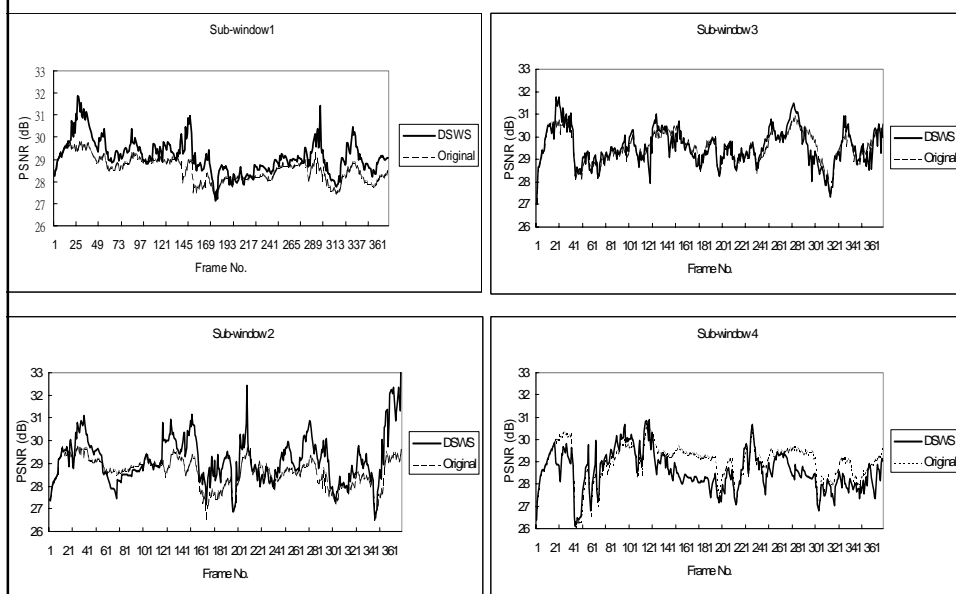 Sub-window1
33
32
31
30
29
28
27
26
PSNR (dB)
1 25 49 73 97 121 145 169 193 217 241 265 289 313 337 361
Frame No.
DSWS
Original
Sub-window3
33
32
31
30
29
28
27
26
PSNR (dB)
1 21 41 61 81 101 121 141 161 181 201 221 241 261 281 301 321 341 361
Frame No.
DSWS
Original
Sub-window2
33
32
31
30
29
28
27
26
PSNR (dB)
1 21 41 61 81 101 121 141 161 181 201 221 241 261 281 301 321 341 361
Frame No.
DSWS
Original
Sub-window4
33
32
31
30
29
28
27
26
PSNR (dB)
1 21 41 61 81 101 121 141 161 181 201 221 241 261 281 301 321 341 361
Frame No.
DSWS
Original